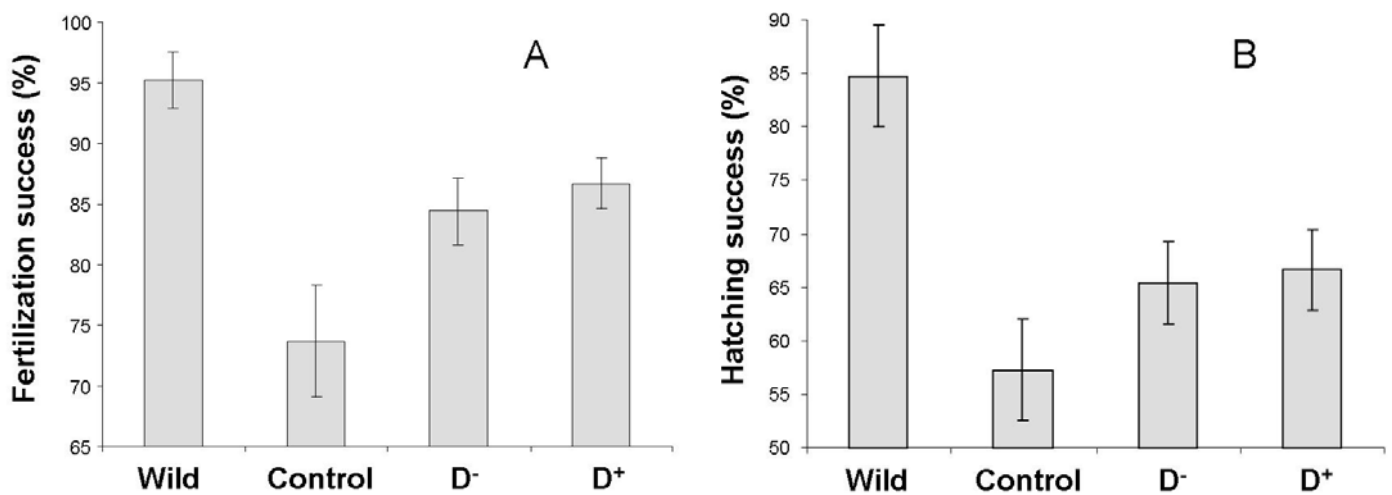 A
Fertilization success (%)
100
95
90
85
80
75
70
65
Wild Control D⁻ D⁺
B
Hatching success (%)
90
85
80
75
70
65
60
55
50
Wild Control D⁻ D⁺